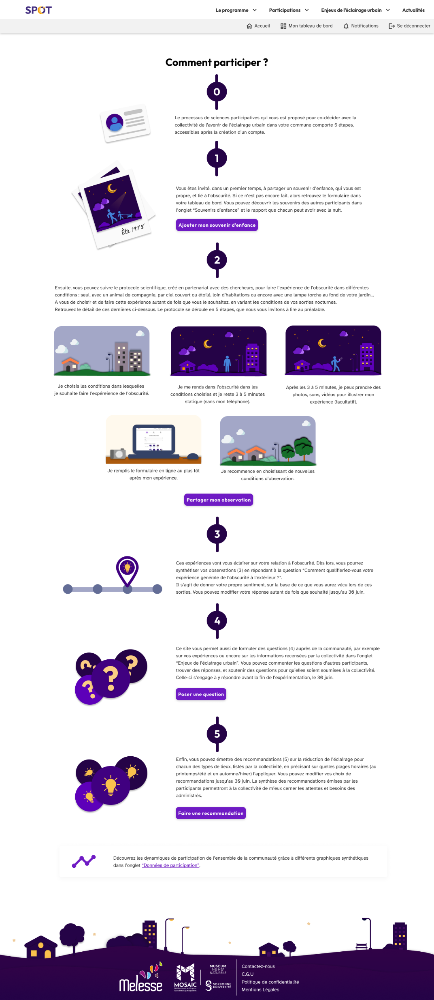 SPOT
Le programme
Participations
Enjeux de l'éclairage urbain
Actualités
Accueil
Mon tableau de bord
Notifications
Se déconnecter
Comment participer ?
0
Le processus de sciences participatives qui vous est proposé pour co-décider avec la
collectivité de l'avenir de l'éclairage urbain dans votre commune comporte 5 étapes,
accessibles après la création d'un compte.
1
Vous êtes invité, dans un premier temps, à partager un souvenir d'enfance, qui vous est
propre, et lié à l'obscurité. Si ce n'est pas encore fait, alors retrouvez le formulaire dans
votre tableau de bord. Vous pouvez découvrir les souvenirs des autres participants dans
l'onglet “Souvenirs d'enfance” et le rapport que chacun peut avoir avec la nuit.
Été 1978
Ajouter mon souvenir d'enfance
2
Ensuite, vous pouvez suivre le protocole scientifique, créé en partenariat avec des chercheurs, pour faire l'expérience de l'obscurité dans différentes
conditions : seul, avec un animal de compagnie, par ciel couvert ou étoilé, loin d'habitations ou encore avec une lampe torche au fond de votre jardin...
A vous de choisir et de faire cette expérience autant de fois que vous le souhaitez, en variant les conditions de vos sorties nocturnes.
Retrouvez le détail de ces dernières ci-dessous. Le protocole se déroule en 5 étapes, que nous vous invitons à lire au préalable.
Je choisis les conditions dans lesquelles
je souhaite faire l'expéreience de l'obscurité.
Je me rends dans l'obscurité dans les
conditions choisies et je reste 3 à 5 minutes
statique (sans mon téléphone).
Après les 3 à 5 minutes, je peux prendre des
photos, sons, vidéos pour illustrer mon
expérience (facultatif).
Je remplis le formulaire en ligne au plus tôt
après mon expérience.
Je recommence en choisissant de nouvelles
conditions d'observation.
Partager mon observation
3
Ces expériences vont vous éclairer sur votre relation à l'obscurité. Dès lors, vous pourrez
synthétiser vos observations (3) en répondant à la question “Comment qualifieriez-vous votre
expérience générale de l'obscurité à l'extérieur ?”.
Il s'agit de donner votre propre sentiment, sur la base de ce que vous aurez vécu lors de ces
sorties. Vous pouvez modifier votre réponse autant de fois que souhaité jusqu'au 30 juin.
4
Ce site vous permet aussi de formuler des questions (4) auprès de la communauté, par exemple
sur vos expériences ou encore sur les informations recensées par la collectivité dans l'onglet
“Enjeux de l'éclairage urbain”. Vous pouvez commenter les questions d'autres participants,
trouver des réponses, et soutenir des questions pour qu'elles soient soumises à la collectivité.
Celle-ci s'engage à y répondre avant la fin de l'expérimentation, le 30 juin.
? ? ? ?
Poser une question
5
Enfin, vous pouvez émettre des recommandations (5) sur la réduction de l'éclairage pour
chacun des types de lieux, listés par la collectivité, en précisant sur quelles plages horaires (au
printemps/été et en automne/hiver) l'appliquer. Vous pouvez modifier vos choix de
recommandations jusqu'au 30 juin. La synthèse des recommandations émises par les
participants permettront à la collectivité de mieux cerner les attentes et besoins des
administrés.
Faire une recommandation
Découvrez les dynamiques de participation de l'ensemble de la communauté grâce à différents graphiques synthétiques
dans l'onglet “Données de participation”.
Melesse
MOSAIC
Méthodes et outils pour
les sciences participatives
MUSÉUM
NAL HIST
NATURELLE
SORBONNE
UNIVERSITÉ
Contactez-nous
C.G.U
Politique de confidentialité
Mentions Légales